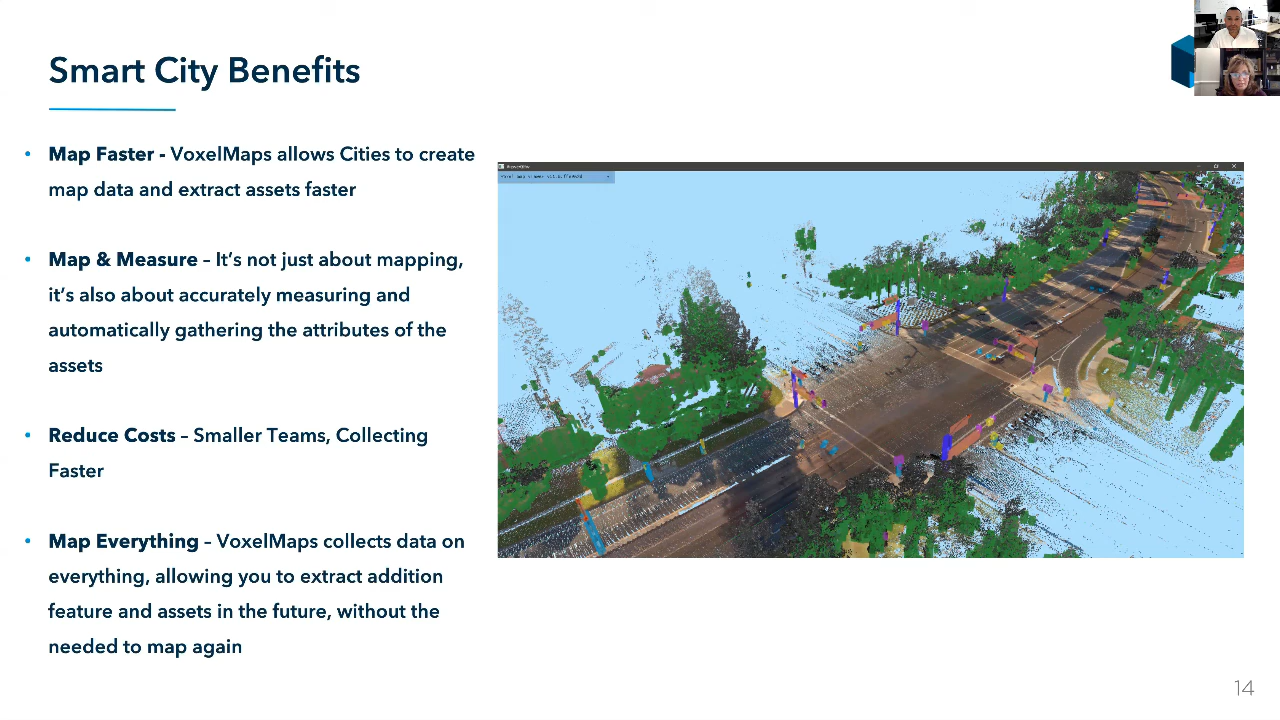 Smart City Benefits
• Map Faster - VoxelMaps allows Cities to create
map data and extract assets faster
• Map & Measure – It’s not just about mapping,
it’s also about accurately measuring and
automatically gathering the attributes of the
assets
• Reduce Costs – Smaller Teams, Collecting
Faster
• Map Everything – VoxelMaps collects data on
everything, allowing you to extract addition
feature and assets in the future, without the
needed to map again
14